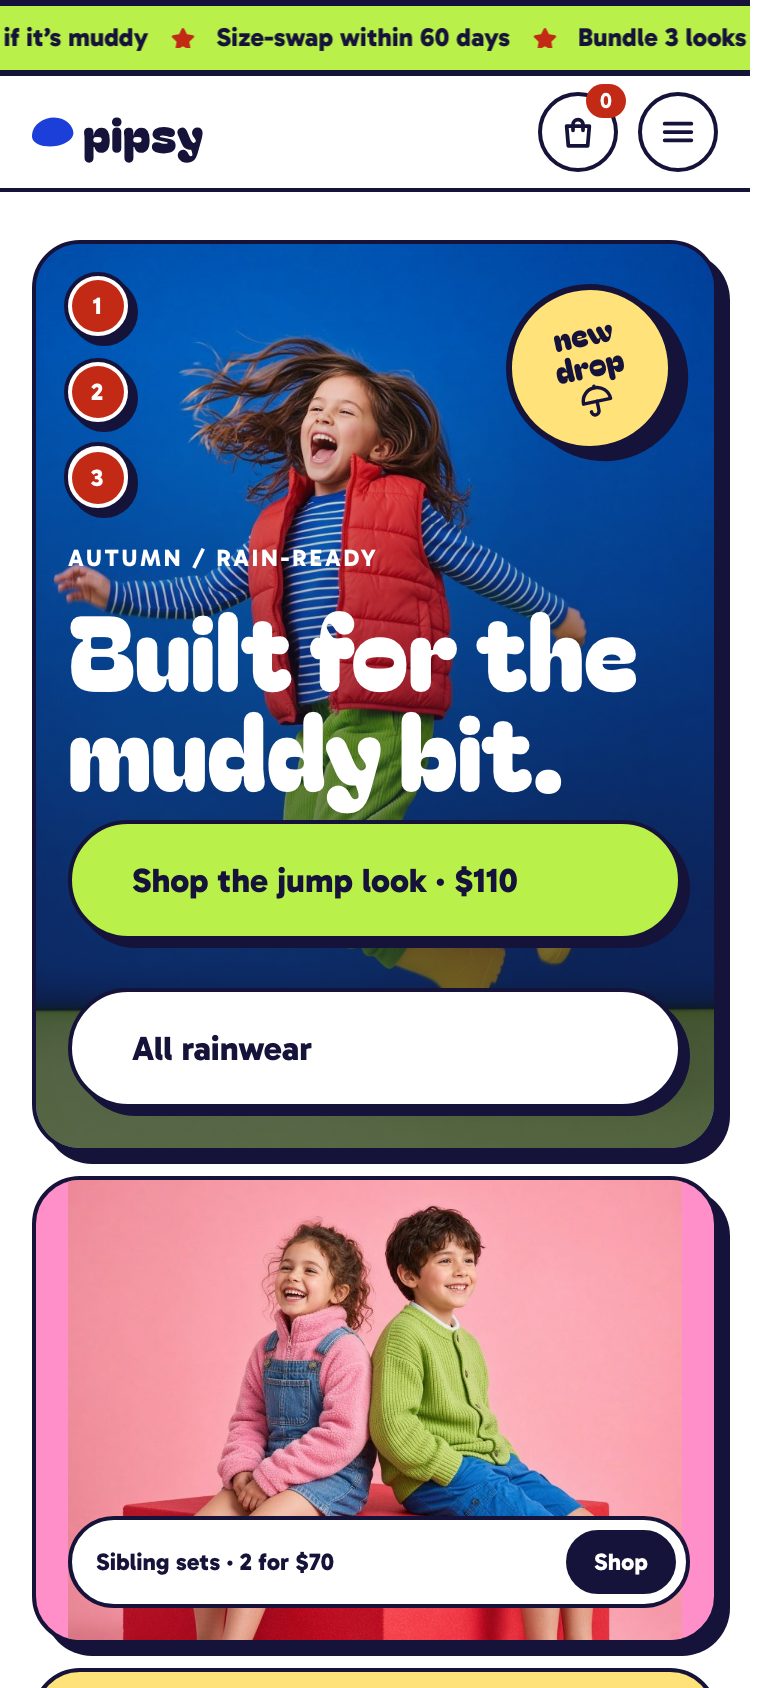 if it’s muddy ★ Size-swap within 60 days ★ Bundle 3 looks
pipsy
0
1
2
3
new
drop
AUTUMN / RAIN-READY
Built for the
muddy bit.
Shop the jump look · $110
All rainwear
Sibling sets · 2 for $70
Shop